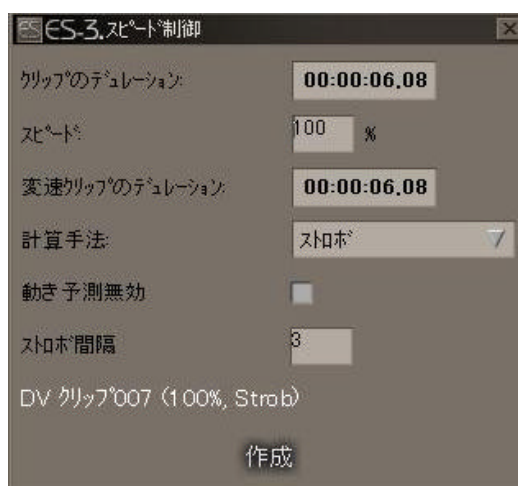 ES ES-3.ｽﾋﾟｰﾄﾞ制御
ｸﾘｯﾌﾟのﾃﾞｭﾚｰｼｮﾝ: 00:00:06.08
ｽﾋﾟｰﾄﾞ: 100 %
変速ｸﾘｯﾌﾟのﾃﾞｭﾚｰｼｮﾝ: 00:00:06.08
計算手法: ｽﾄﾛﾎﾞ
動き予測無効
ｽﾄﾛﾎﾞ間隔 3
DV ｸﾘｯﾌﾟ007 (100%, Strob)
作成